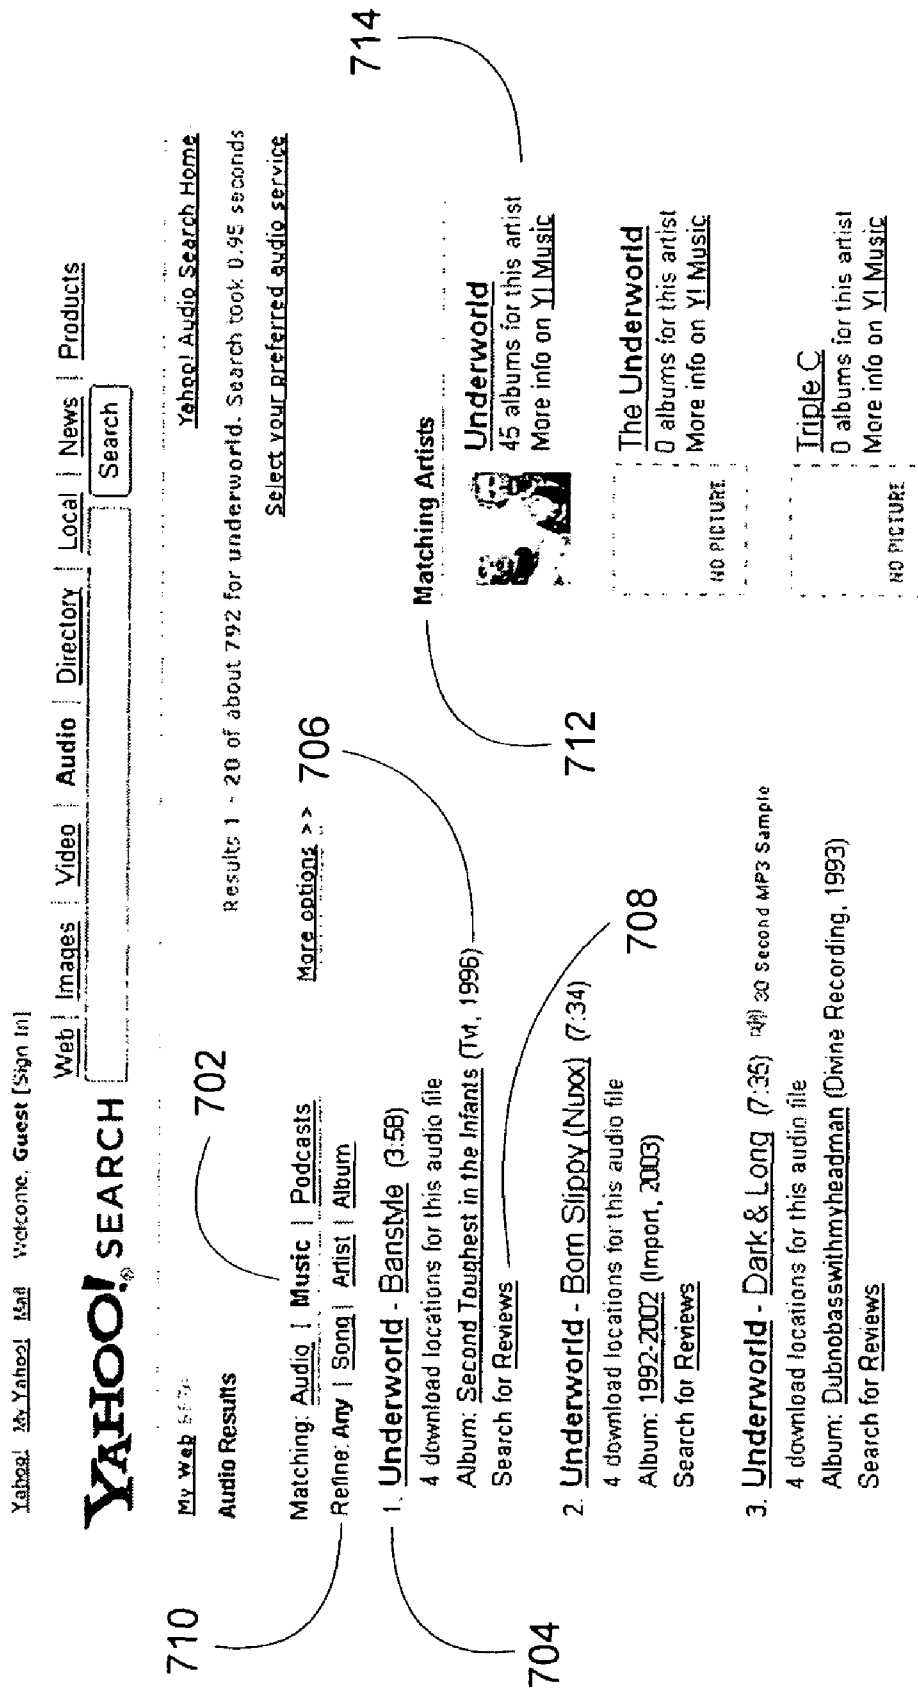 Yahoo! My Yahoo! Mail Welcome, Guest [Sign In]
YAHOO! SEARCH
Web | Images | Video | Audio | Directory | Local | News | Products
Search
My Web
Yahoo! Audio Search Home
Audio Results
Results 1 - 20 of about 792 for underworld. Search took 0.95 seconds
Select your preferred audio service
702
Matching: Audio | Music | Podcasts
More options >>
Refine: Any | Song | Artist | Album
710
706
714
704
1. Underworld - Banstyle (3:58)
4 download locations for this audio file
Album: Second Toughest in the Infants (Tvt, 1996)
Search for Reviews
708
2. Underworld - Born Slippy (Nuxx) (7:34)
4 download locations for this audio file
Album: 1992-2002 (Import, 2003)
Search for Reviews
3. Underworld - Dark & Long (7:35) 30 Second MP3 Sample
4 download locations for this audio file
Album: Dubnobasswithmyheadman (Divine Recording, 1993)
Search for Reviews
712
Matching Artists
Underworld
45 albums for this artist
More info on Y! Music
The Underworld
0 albums for this artist
More info on Y! Music
NO PICTURE
Triple C
0 albums for this artist
More info on Y! Music
NO PICTURE